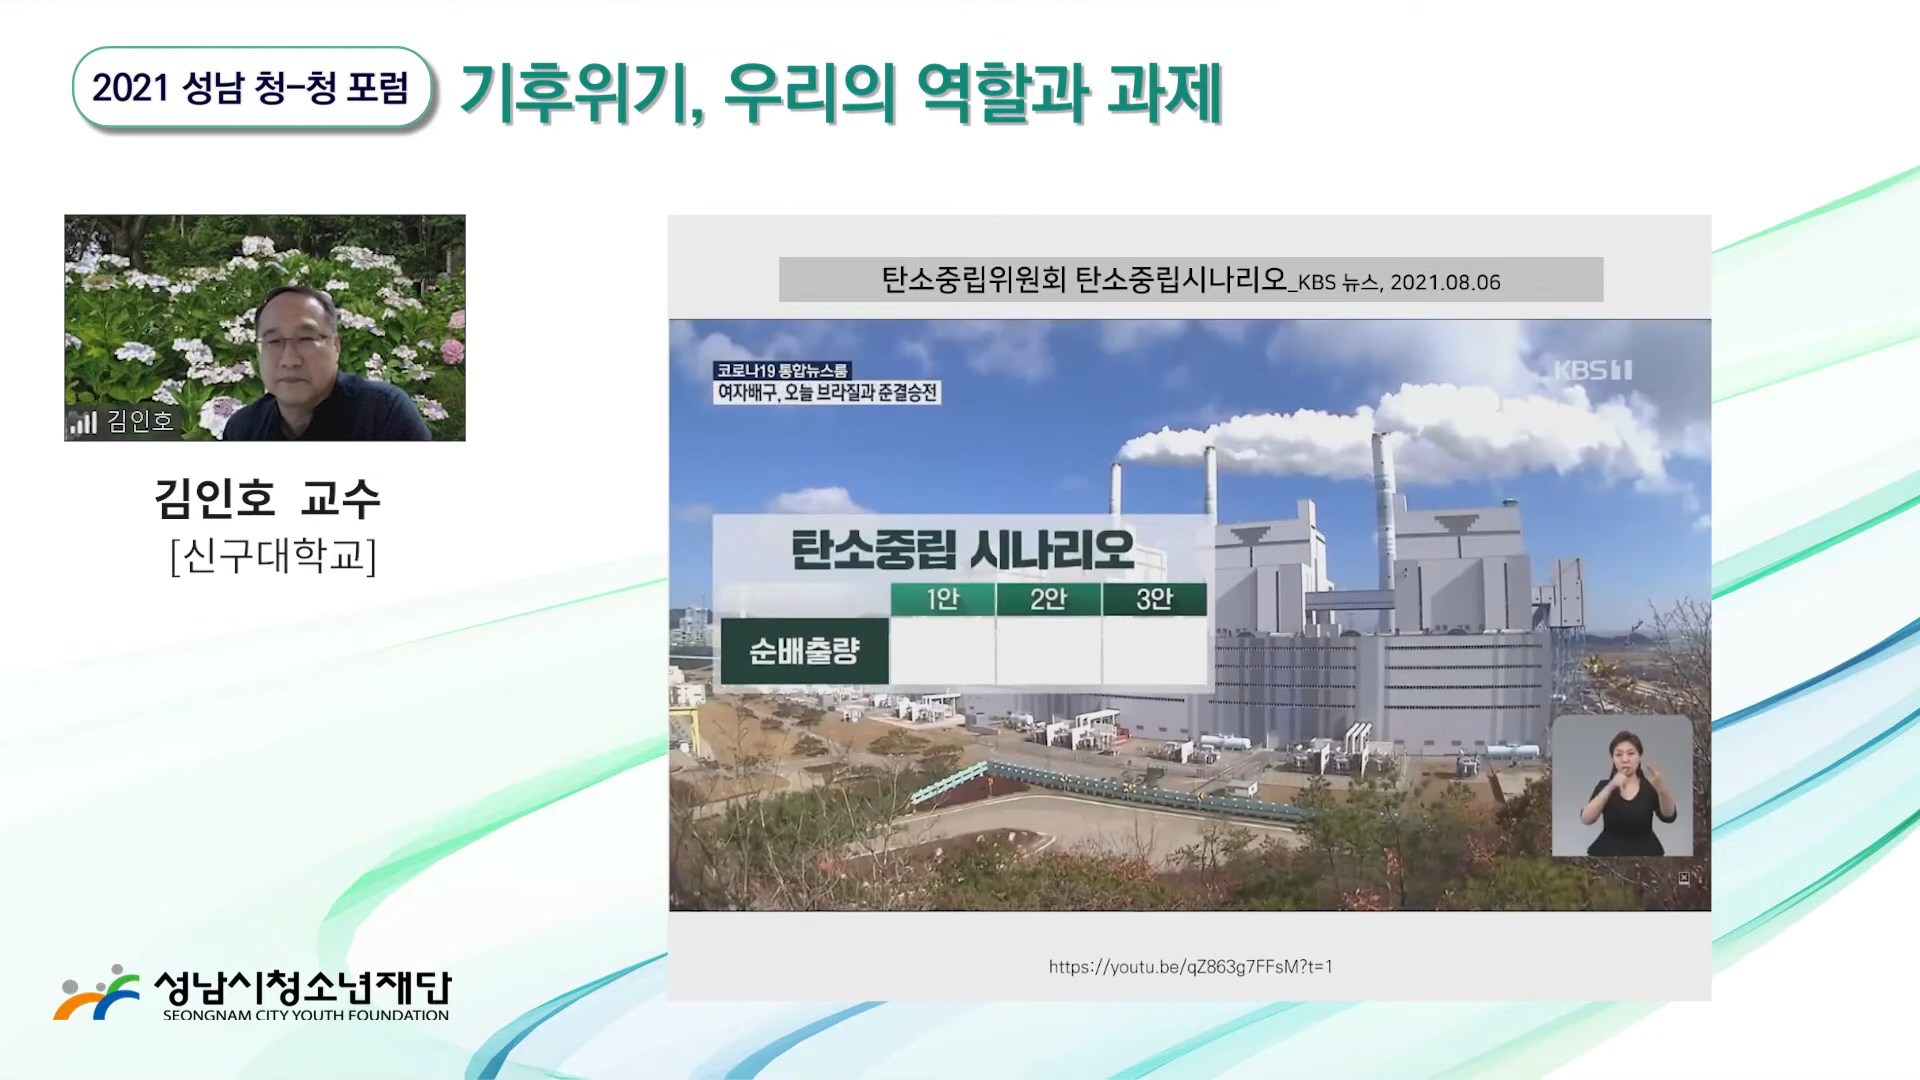 2021 성남 청-청 포럼
기후위기, 우리의 역할과 과제
김인호
김인호 교수
[신구대학교]
탄소중립위원회 탄소중립시나리오_KBS 뉴스, 2021.08.06
코로나19 통합뉴스룸
여자배구, 오늘 브라질과 준결승전
KBS 1
탄소중립 시나리오
1안 2안 3안
순배출량
https://youtu.be/qZ863g7FFsM?t=1
성남시청소년재단
SEONGNAM CITY YOUTH FOUNDATION